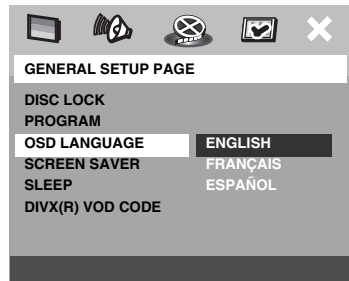 GENERAL SETUP PAGE
DISC LOCK
PROGRAM
OSD LANGUAGE ENGLISH
SCREEN SAVER FRANÇAIS
SLEEP ESPAÑOL
DIVX(R) VOD CODE